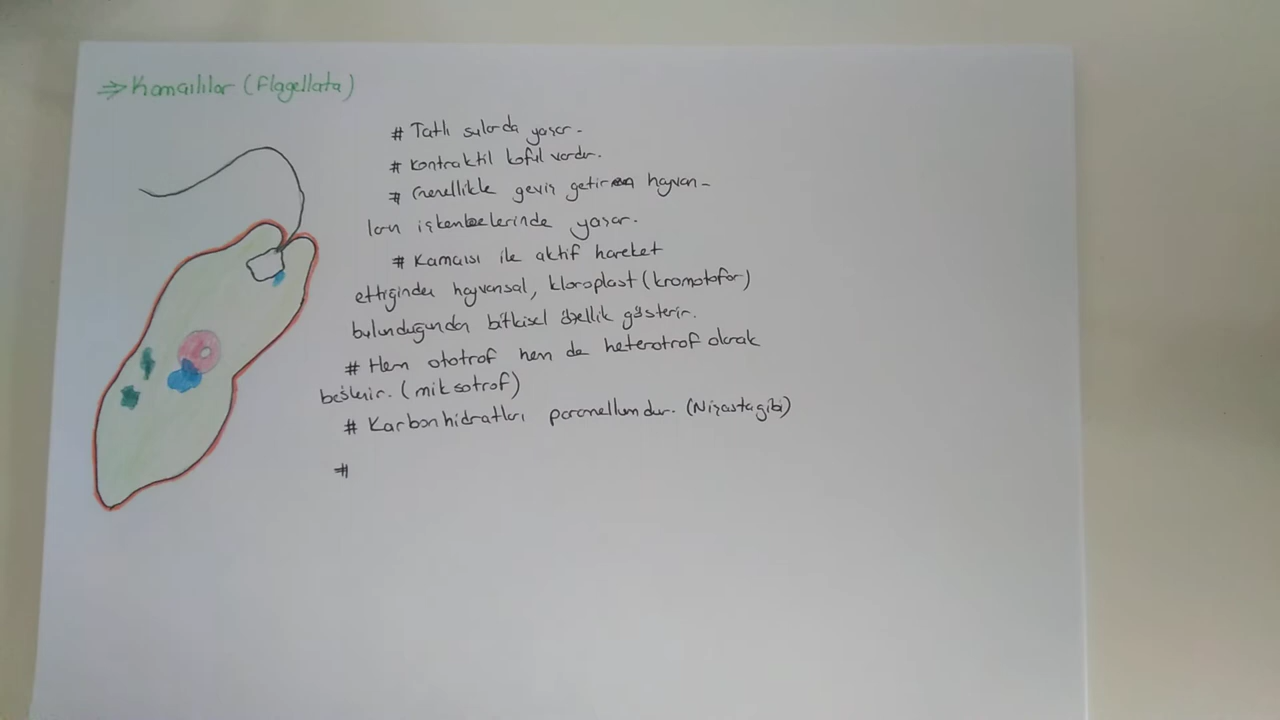 ⇒ Kamçılılar (Flagellata)
# Tatlı sularda yaşar.
# Kontraktil koful vardır.
# Genellikle geviş getiren hayvan-
ların işkembelerinde yaşar.
# Kamçısı ile aktif hareket
ettiğinden hayvansal, kloroplast (kromotofor)
bulunduğundan bitkisel özellik gösterir.
# Hem ototrof hem de heterotrof olarak
beslenir. (miksotrof)
# Karbonhidratları paramellumdur. (Nişasta gibi)
#